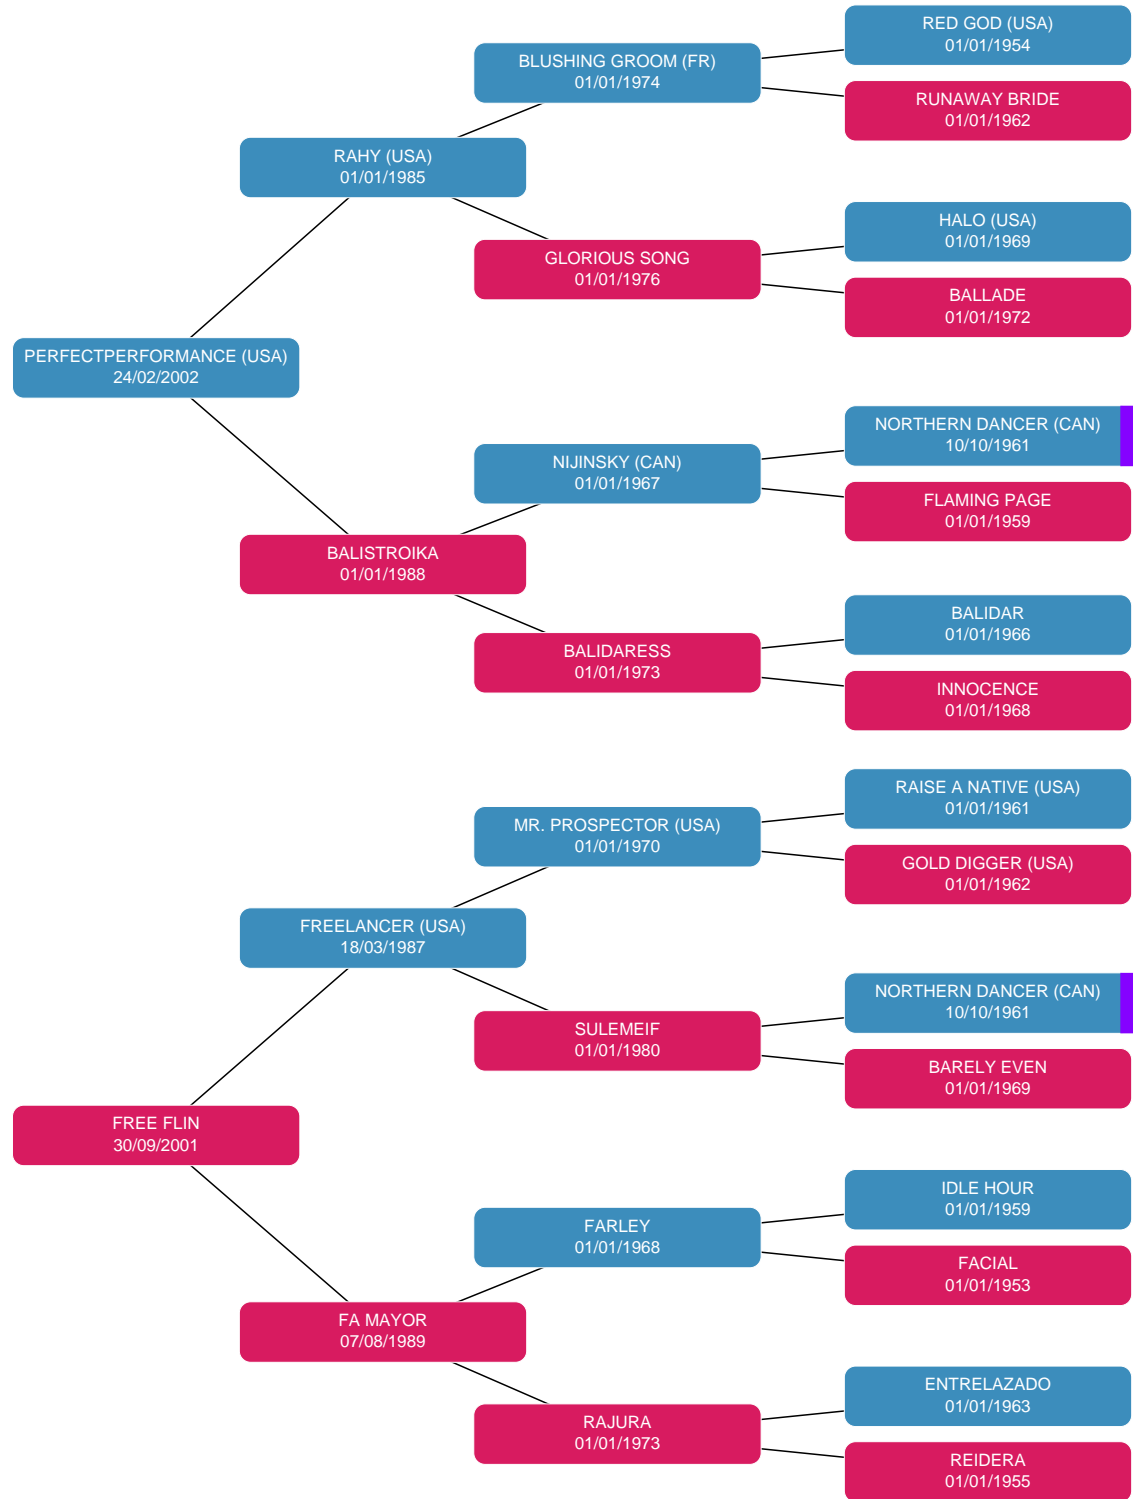 RED GOD (USA)
01/01/1954
BLUSHING GROOM (FR)
01/01/1974
RUNAWAY BRIDE
01/01/1962
RAHY (USA)
01/01/1985
HALO (USA)
01/01/1969
GLORIOUS SONG
01/01/1976
BALLADE
01/01/1972
PERFECTPERFORMANCE (USA)
24/02/2002
NORTHERN DANCER (CAN)
10/10/1961
NIJINSKY (CAN)
01/01/1967
FLAMING PAGE
01/01/1959
BALISTROIKA
01/01/1988
BALIDAR
01/01/1966
BALIDARESS
01/01/1973
INNOCENCE
01/01/1968
RAISE A NATIVE (USA)
01/01/1961
MR. PROSPECTOR (USA)
01/01/1970
GOLD DIGGER (USA)
01/01/1962
FREELANCER (USA)
18/03/1987
NORTHERN DANCER (CAN)
10/10/1961
SULEMEIF
01/01/1980
BARELY EVEN
01/01/1969
FREE FLIN
30/09/2001
IDLE HOUR
01/01/1959
FARLEY
01/01/1968
FACIAL
01/01/1953
FA MAYOR
07/08/1989
ENTRELAZADO
01/01/1963
RAJURA
01/01/1973
REIDERA
01/01/1955